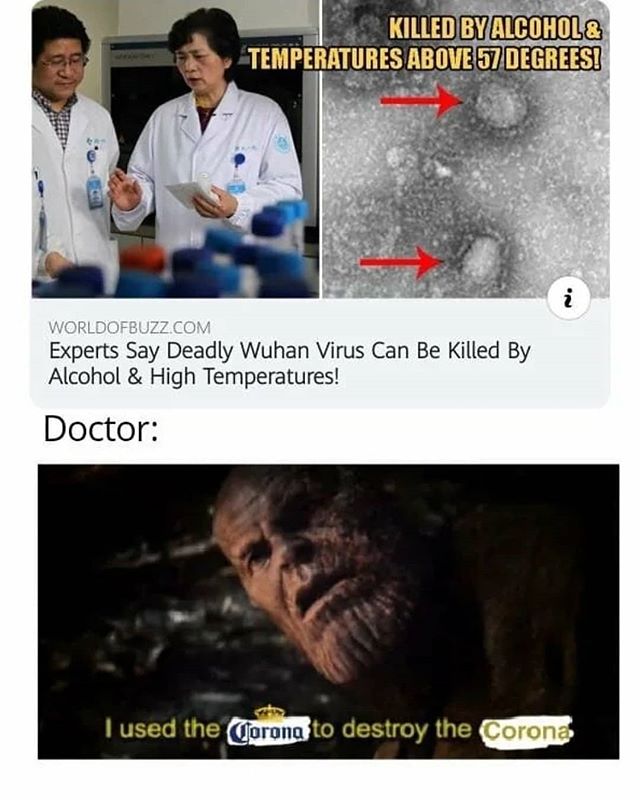 KILLED BY ALCOHOL &
TEMPERATURES ABOVE 57 DEGREES!
i
WORLDOFBUZZ.COM
Experts Say Deadly Wuhan Virus Can Be Killed By
Alcohol & High Temperatures!
Doctor:
I used the Corona to destroy the Corona